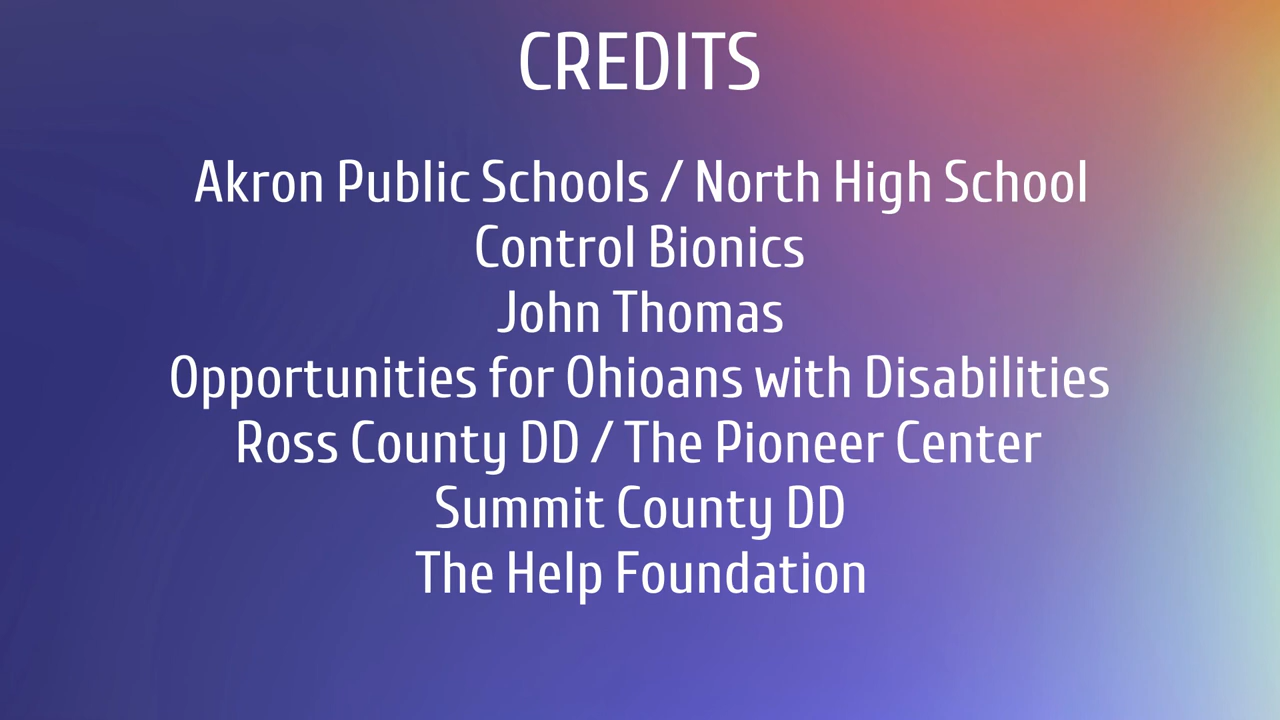 CREDITS
Akron Public Schools / North High School
Control Bionics
John Thomas
Opportunities for Ohioans with Disabilities
Ross County DD / The Pioneer Center
Summit County DD
The Help Foundation